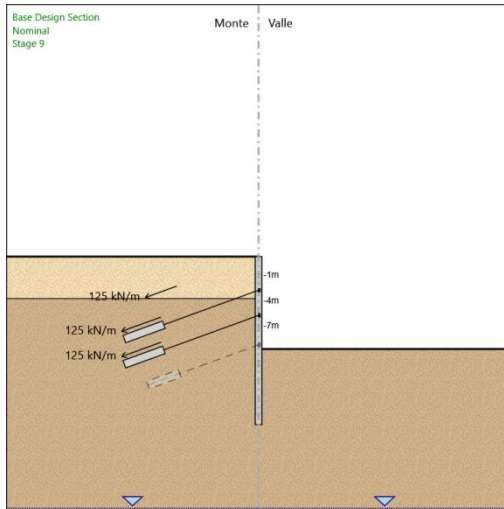 Base Design Section
Nominal
Stage 9
Monte
Valle
-1m
125 kN/m
-4m
125 kN/m
-7m
125 kN/m